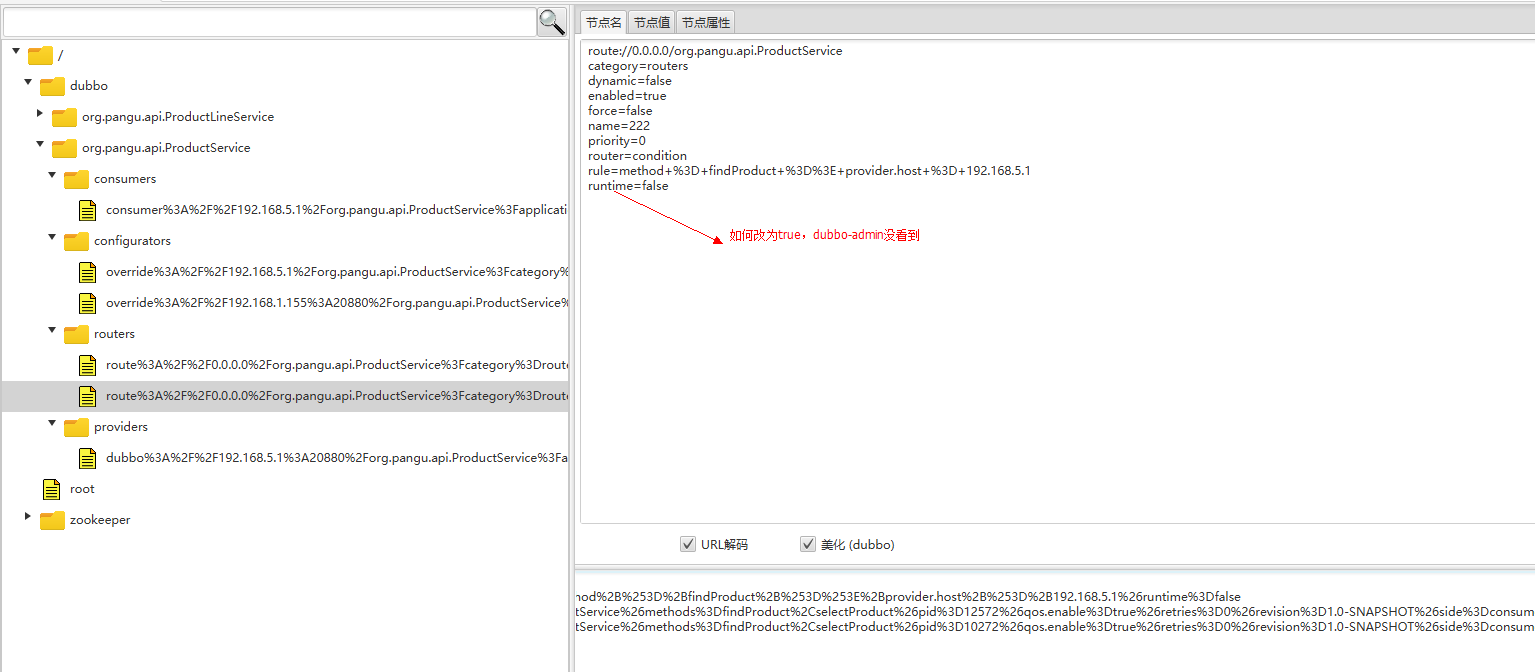 /
dubbo
org.pangu.api.ProductLineService
org.pangu.api.ProductService
consumers
consumer%3A%2F%2F192.168.5.1%2Forg.pangu.api.ProductService%3Fapplicati
configurators
override%3A%2F%2F192.168.5.1%2Forg.pangu.api.ProductService%3Fcategory%
override%3A%2F%2F192.168.1.155%3A20880%2Forg.pangu.api.ProductService%
routers
route%3A%2F%2F0.0.0.0%2Forg.pangu.api.ProductService%3Fcategory%3Droute
route%3A%2F%2F0.0.0.0%2Forg.pangu.api.ProductService%3Fcategory%3Droute
providers
dubbo%3A%2F%2F192.168.5.1%3A20880%2Forg.pangu.api.ProductService%3Fa
root
zookeeper
节点名 节点值 节点属性
route://0.0.0.0/org.pangu.api.ProductService
category=routers
dynamic=false
enabled=true
force=false
name=222
priority=0
router=condition
rule=method+%3D+findProduct+%3D%3E+provider.host+%3D+192.168.5.1
runtime=false
如何改为true，dubbo-admin没看到
URL解码 美化 (dubbo)
nod%2B%253D%2BfindProduct%2B%253D%253E%2Bprovider.host%2B%253D%2B192.168.5.1%26runtime%3Dfalse
tService%26methods%3DfindProduct%2CselectProduct%26pid%3D12572%26qos.enable%3Dtrue%26retries%3D0%26revision%3D1.0-SNAPSHOT%26side%3Dconsum
tService%26methods%3DfindProduct%2CselectProduct%26pid%3D10272%26qos.enable%3Dtrue%26retries%3D0%26revision%3D1.0-SNAPSHOT%26side%3Dconsum